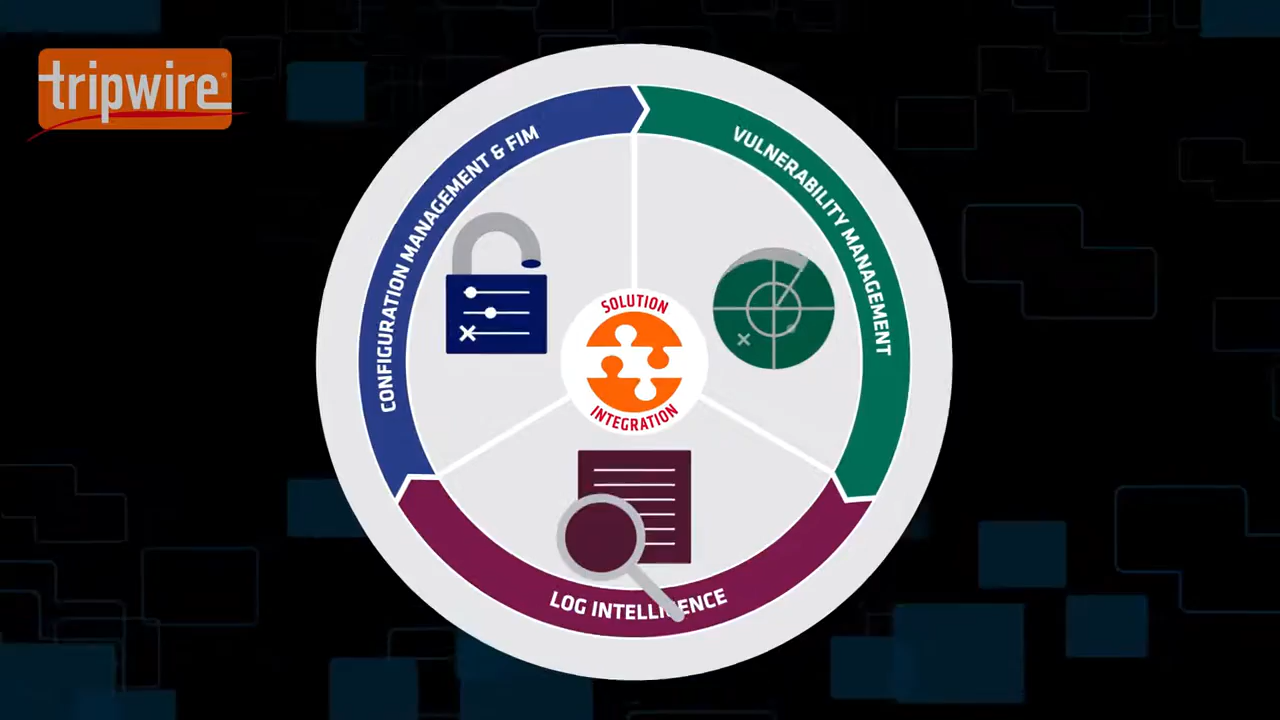 tripwire
CONFIGURATION MANAGEMENT & FIM
VULNERABILITY MANAGEMENT
SOLUTION
INTEGRATION
LOG INTELLIGENCE